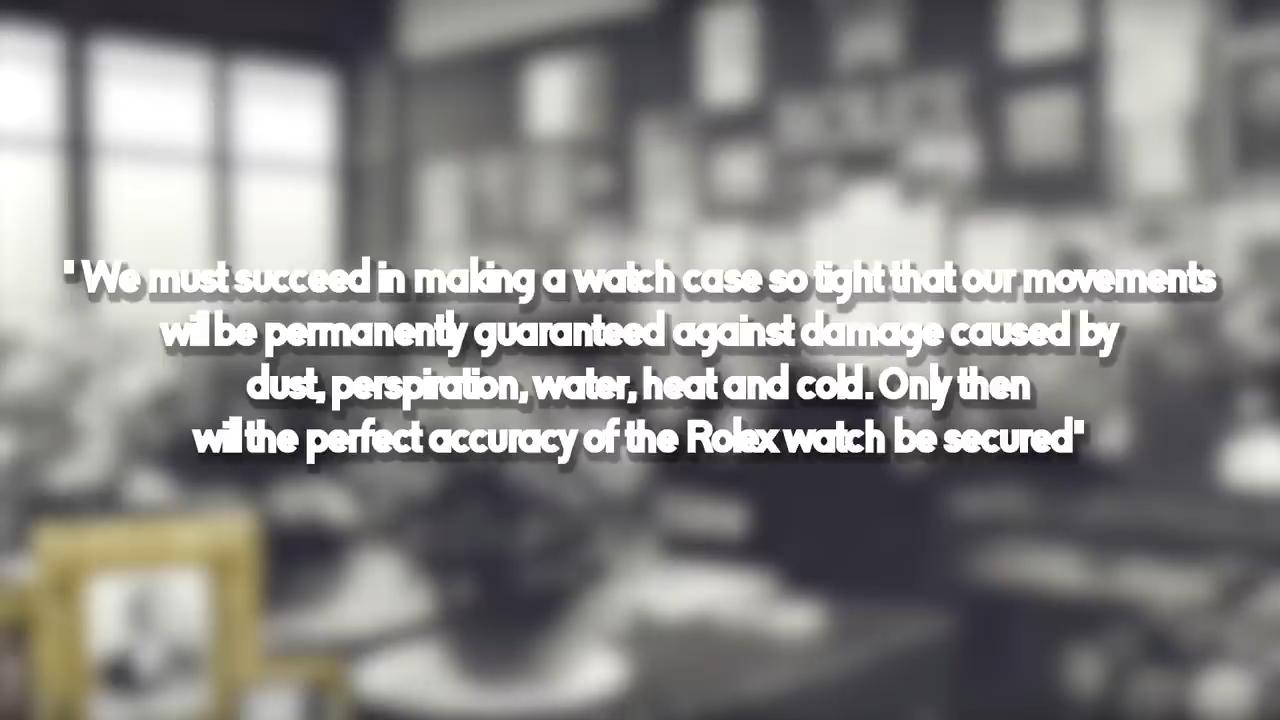 " We must succeed in making a watch case so tight that our movements
will be permanently guaranteed against damage caused by
dust, perspiration, water, heat and cold. Only then
will the perfect accuracy of the Rolex watch be secured"